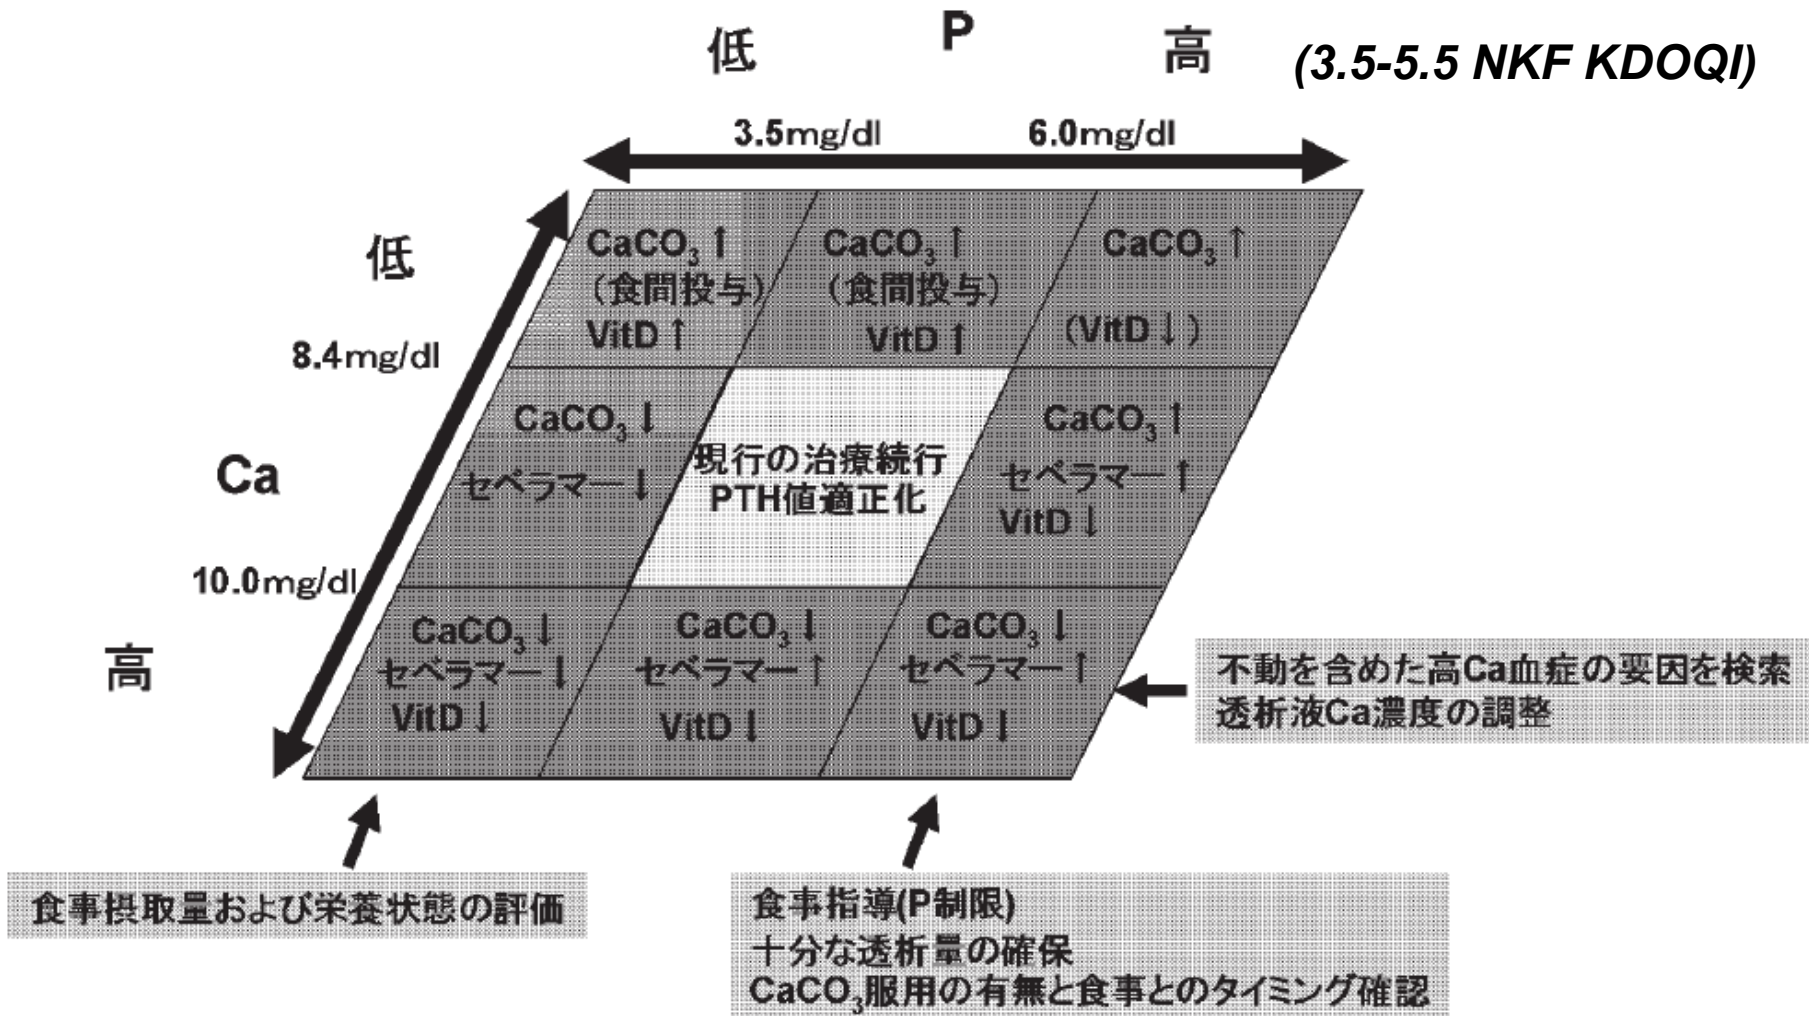 低 P 高 (3.5-5.5 NKF KDOQI)
3.5mg/dl 6.0mg/dl
低
8.4mg/dl
Ca
10.0mg/dl
高
CaCO₃↑
(食間投与)
VitD↑
CaCO₃↑
(食間投与)
VitD↑
CaCO₃↑
(VitD↓)
CaCO₃↓
セベラマー↓
現行の治療続行
PTH値適正化
CaCO₃↑
セベラマー↑
VitD↓
CaCO₃↓
セベラマー↓
VitD↓
CaCO₃↓
セベラマー↑
VitD↓
CaCO₃↓
セベラマー↑
VitD↓
不動を含めた高Ca血症の要因を検索
透析液Ca濃度の調整
食事摂取量および栄養状態の評価
食事指導(P制限)
十分な透析量の確保
CaCO₃服用の有無と食事とのタイミング確認